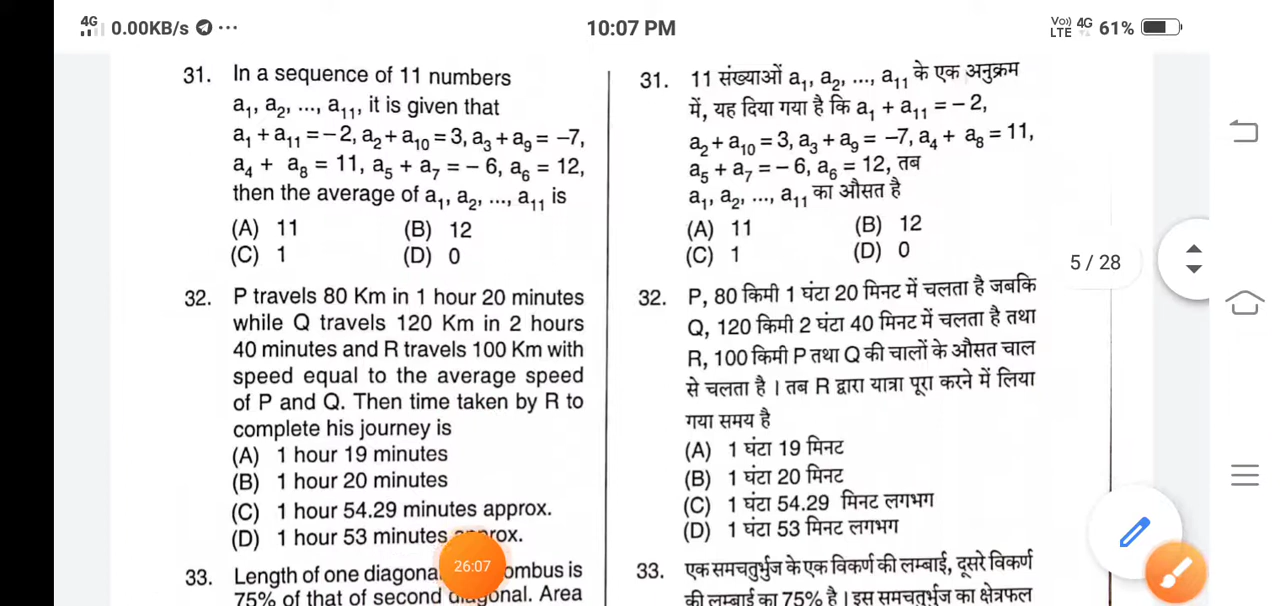 4G 0.00KB/s ... 10:07 PM Vo)) LTE 4G 61%
31. In a sequence of 11 numbers
a₁, a₂, ..., a₁₁, it is given that
a₁ + a₁₁ = – 2, a₂ + a₁₀ = 3, a₃ + a₉ = –7,
a₄ + a₈ = 11, a₅ + a₇ = – 6, a₆ = 12,
then the average of a₁, a₂, ..., a₁₁ is
(A) 11 (B) 12
(C) 1 (D) 0
32. P travels 80 Km in 1 hour 20 minutes
while Q travels 120 Km in 2 hours
40 minutes and R travels 100 Km with
speed equal to the average speed
of P and Q. Then time taken by R to
complete his journey is
(A) 1 hour 19 minutes
(B) 1 hour 20 minutes
(C) 1 hour 54.29 minutes approx.
(D) 1 hour 53 minutes
33. Length of one is
75% of that of second Area
31. 11 संख्याओं a₁, a₂, ..., a₁₁ के एक अनुक्रम
में, यह दिया गया है कि a₁ + a₁₁ = – 2,
a₂ + a₁₀ = 3, a₃ + a₉ = –7, a₄ + a₈ = 11,
a₅ + a₇ = – 6, a₆ = 12, तब
a₁, a₂, ..., a₁₁ का औसत है
(A) 11 (B) 12
(C) 1 (D) 0
32. P, 80 किमी 1 घंटा 20 मिनट में चलता है जबकि
Q, 120 किमी 2 घंटा 40 मिनट में चलता है तथा
R, 100 किमी P तथा Q की चालों के औसत चाल
से चलता है । तब R द्वारा यात्रा पूरा करने में लिया
गया समय है
(A) 1 घंटा 19 मिनट
(B) 1 घंटा 20 मिनट
(C) 1 घंटा 54.29 मिनट लगभग
(D) 1 घंटा 53 मिनट लगभग
33. एक समचतुर्भुज के एक विकर्ण की लम्बाई, दूसरे विकर्ण
की लम्बाई का 75% है । इस समचतुर्भुज का क्षेत्रफल
5 / 28
26:07